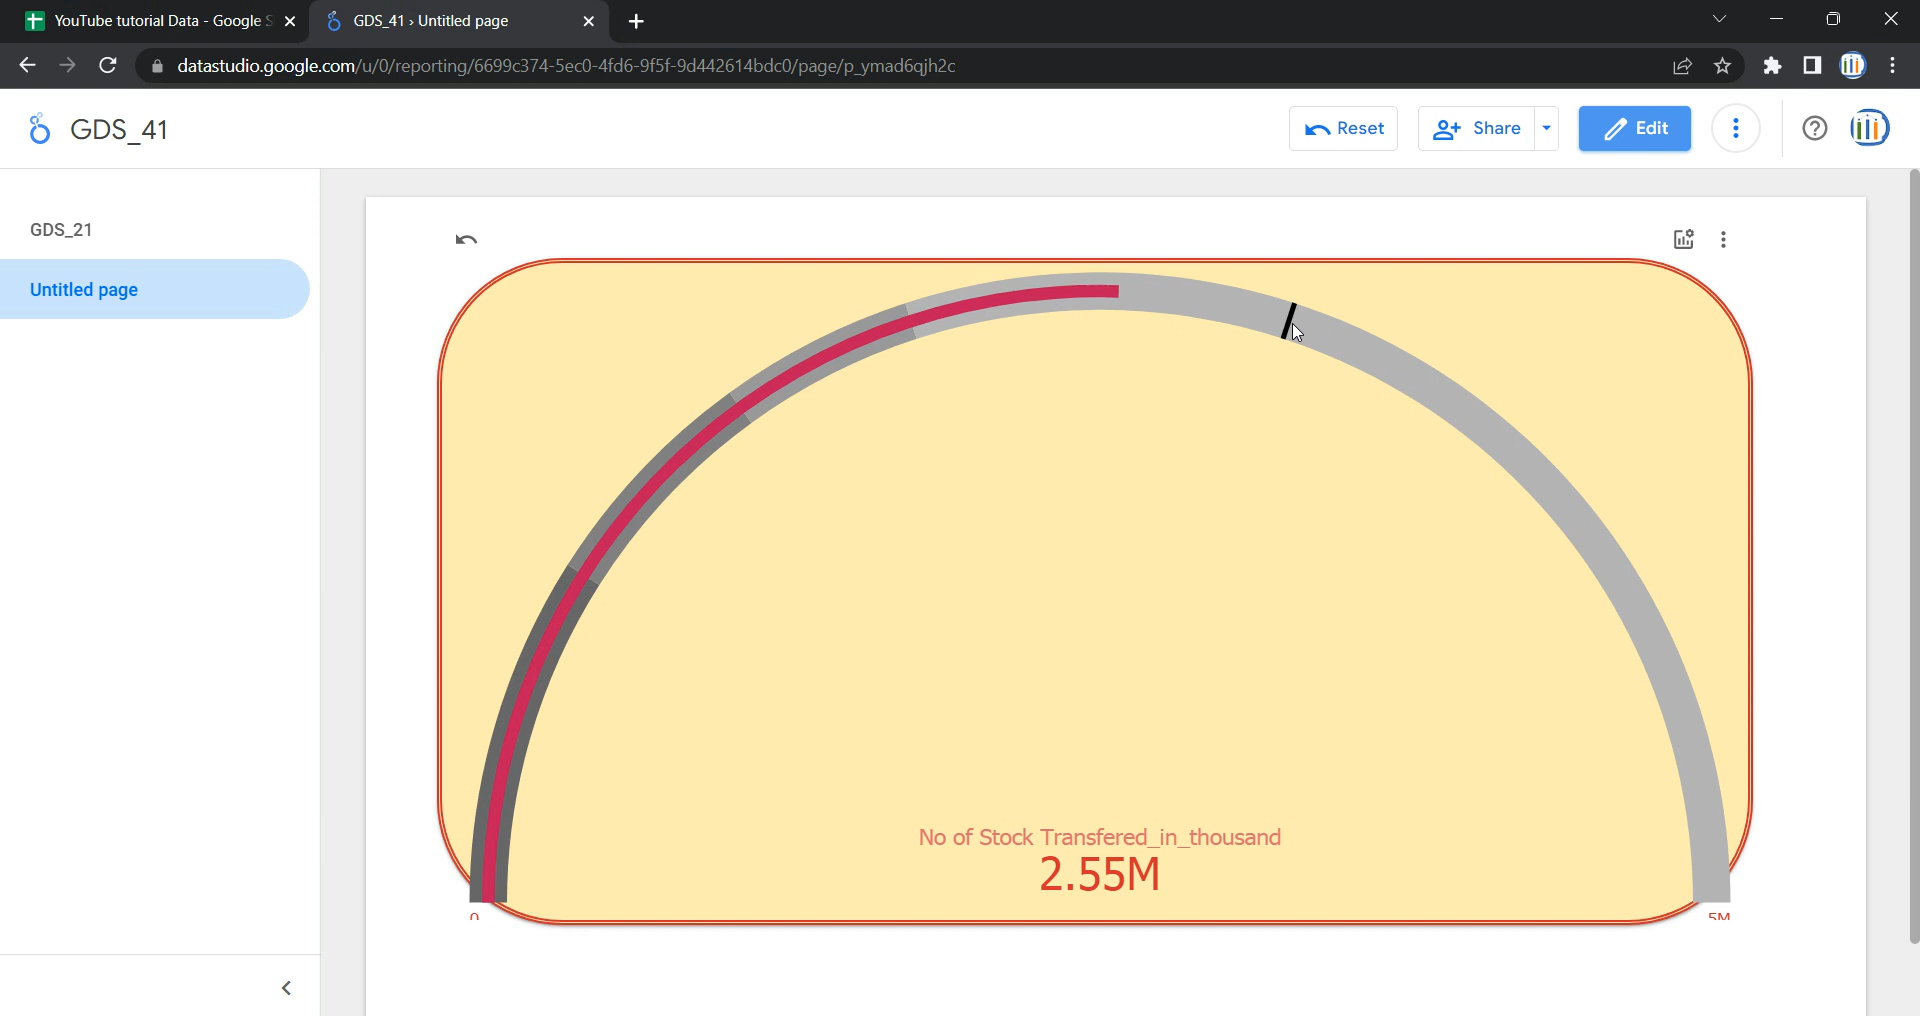 YouTube tutorial Data - Google S
GDS_41 › Untitled page
datastudio.google.com/u/0/reporting/6699c374-5ec0-4fd6-9f5f-9d442614bdc0/page/p_ymad6qjh2c
GDS_41
Reset
Share
Edit
GDS_21
Untitled page
No of Stock Transfered_in_thousand
2.55M
0
5M